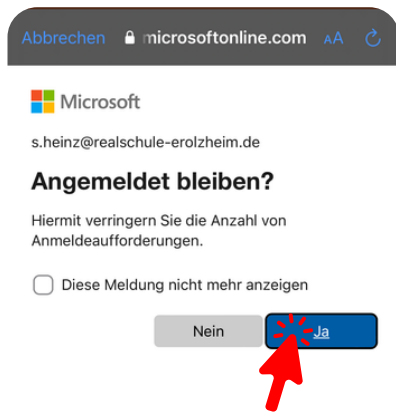 Abbrechen microsoftonline.com AA
Microsoft
s.heinz@realschule-erolzheim.de
Angemeldet bleiben?
Hiermit verringern Sie die Anzahl von
Anmeldeaufforderungen.
Diese Meldung nicht mehr anzeigen
Nein Ja